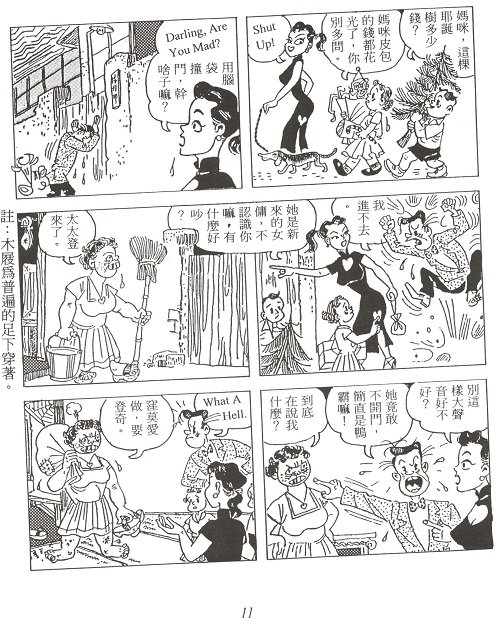 媽咪，這棵
耶誕
樹多少
錢？
媽咪皮包
的錢都花
光了，你
別多問。
Shut
Up!
Darling, Are
You Mad?
用腦
袋撞
門，幹
啥子嘛？
我
進不去。
她是新
來的女
傭，不
認識你
嘛，有
什麼好
吵？
太太登
來了。
別這
樣大聲
音好不
好？
她竟敢
不開門，
簡直是鴨
霸嘛！
到底
在說我
什麼？
What A
Hell.
窪莫愛
做，要
登奇。
註：木屐爲普遍的足下穿著。
11